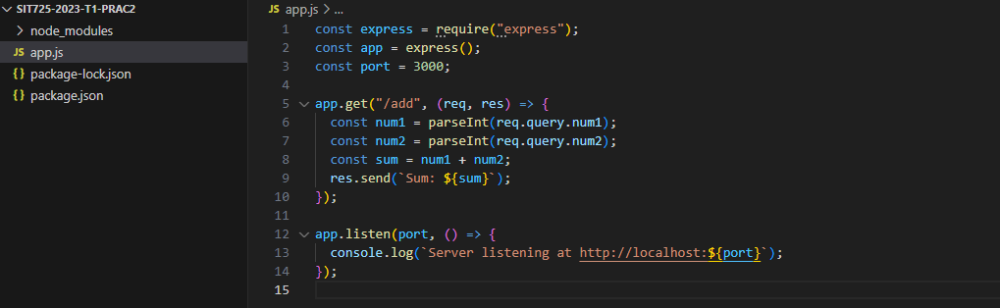 SIT725-2023-T1-PRAC2
node_modules
JS app.js
{} package-lock.json
{} package.json
JS app.js > ...
1 const express = require("express");
2 const app = express();
3 const port = 3000;
4
5 app.get("/add", (req, res) => {
6   const num1 = parseInt(req.query.num1);
7   const num2 = parseInt(req.query.num2);
8   const sum = num1 + num2;
9   res.send(`Sum: ${sum}`);
10 });
11
12 app.listen(port, () => {
13   console.log(`Server listening at http://localhost:${port}`);
14 });
15